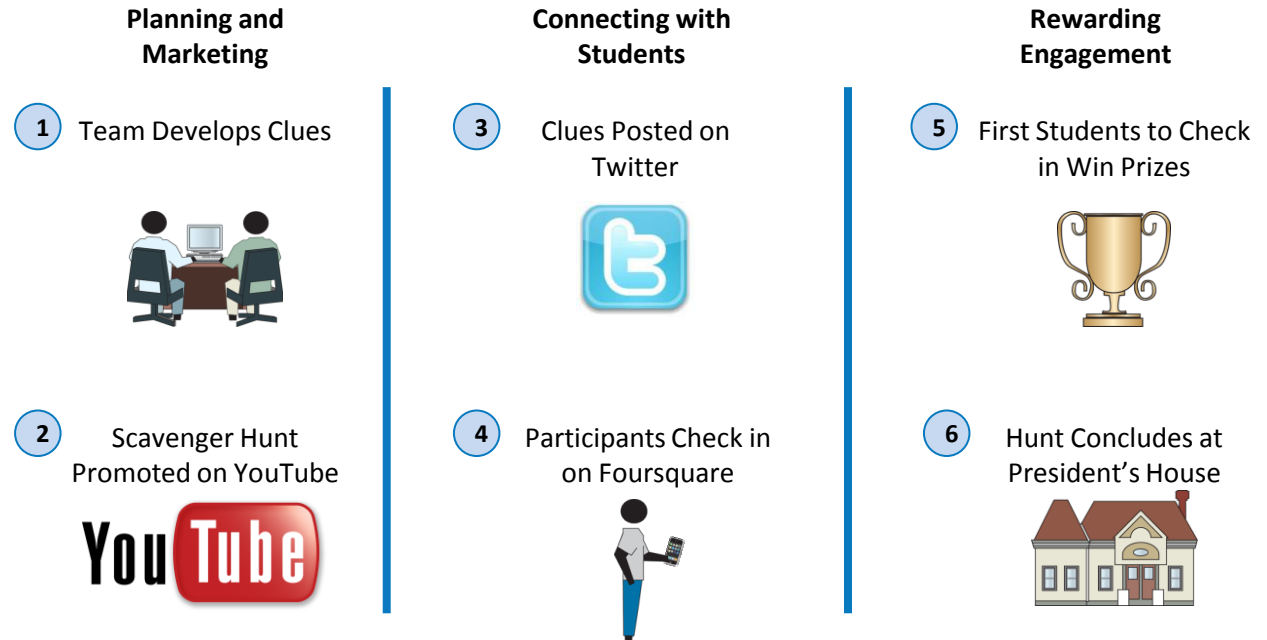 Planning and
Marketing
1
Team Develops Clues
2
Scavenger Hunt
Promoted on YouTube
YouTube
Connecting with
Students
3
Clues Posted on
Twitter
t
4
Participants Check in
on Foursquare
Rewarding
Engagement
5
First Students to Check
in Win Prizes
6
Hunt Concludes at
President’s House